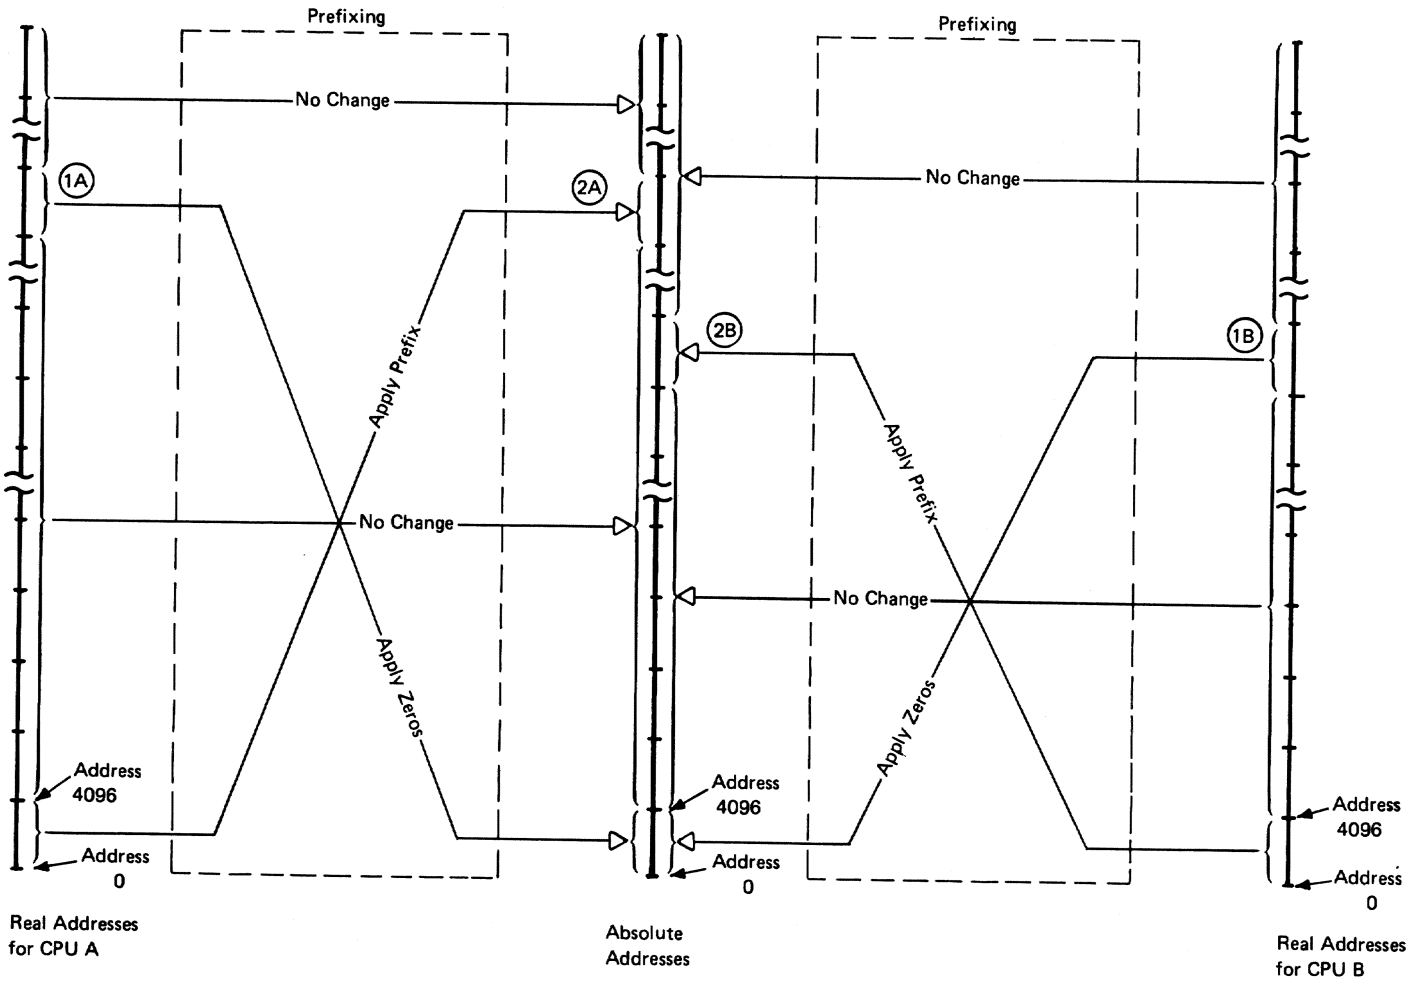 Prefixing
Prefixing
No Change
1A
2A
No Change
2B
1B
Apply Prefix
Apply Prefix
No Change
No Change
Apply Zeros
Apply Zeros
Address
4096
Address
4096
Address
4096
Address
0
Address
0
Address
0
Real Addresses
for CPU A
Absolute
Addresses
Real Addresses
for CPU B